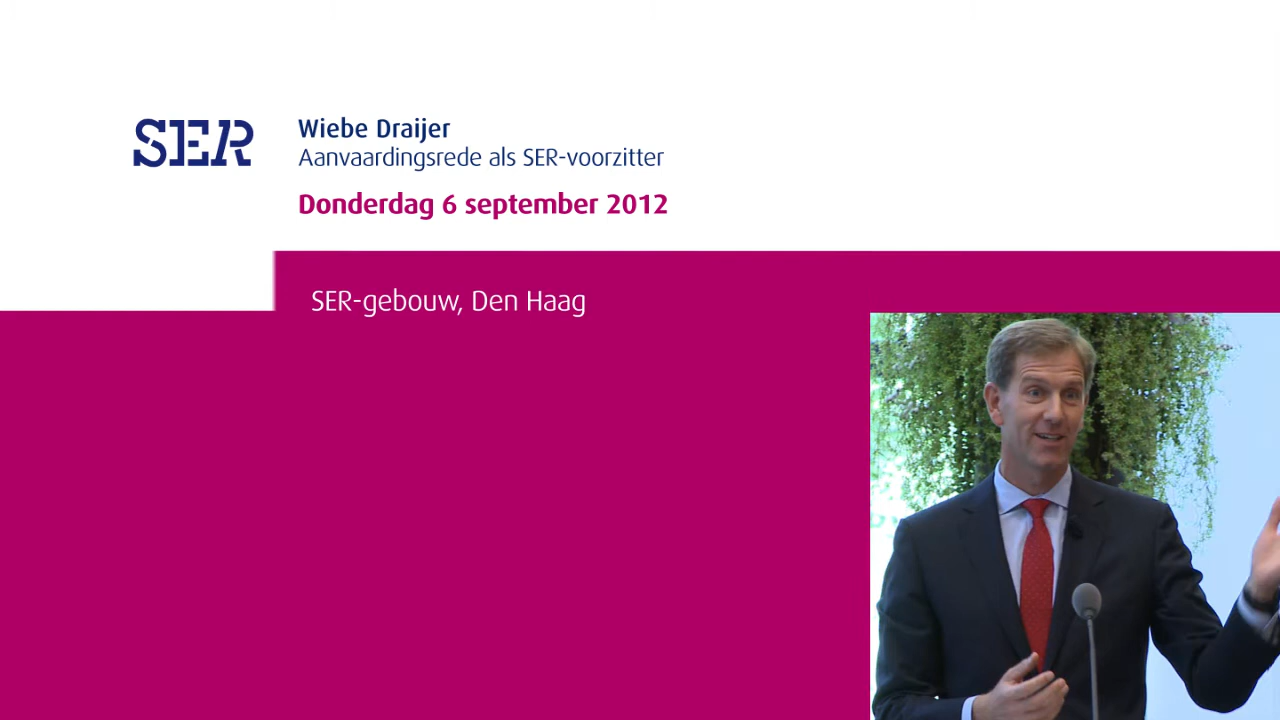 SER
Wiebe Draijer
Aanvaardingsrede als SER-voorzitter
Donderdag 6 september 2012
SER-gebouw, Den Haag